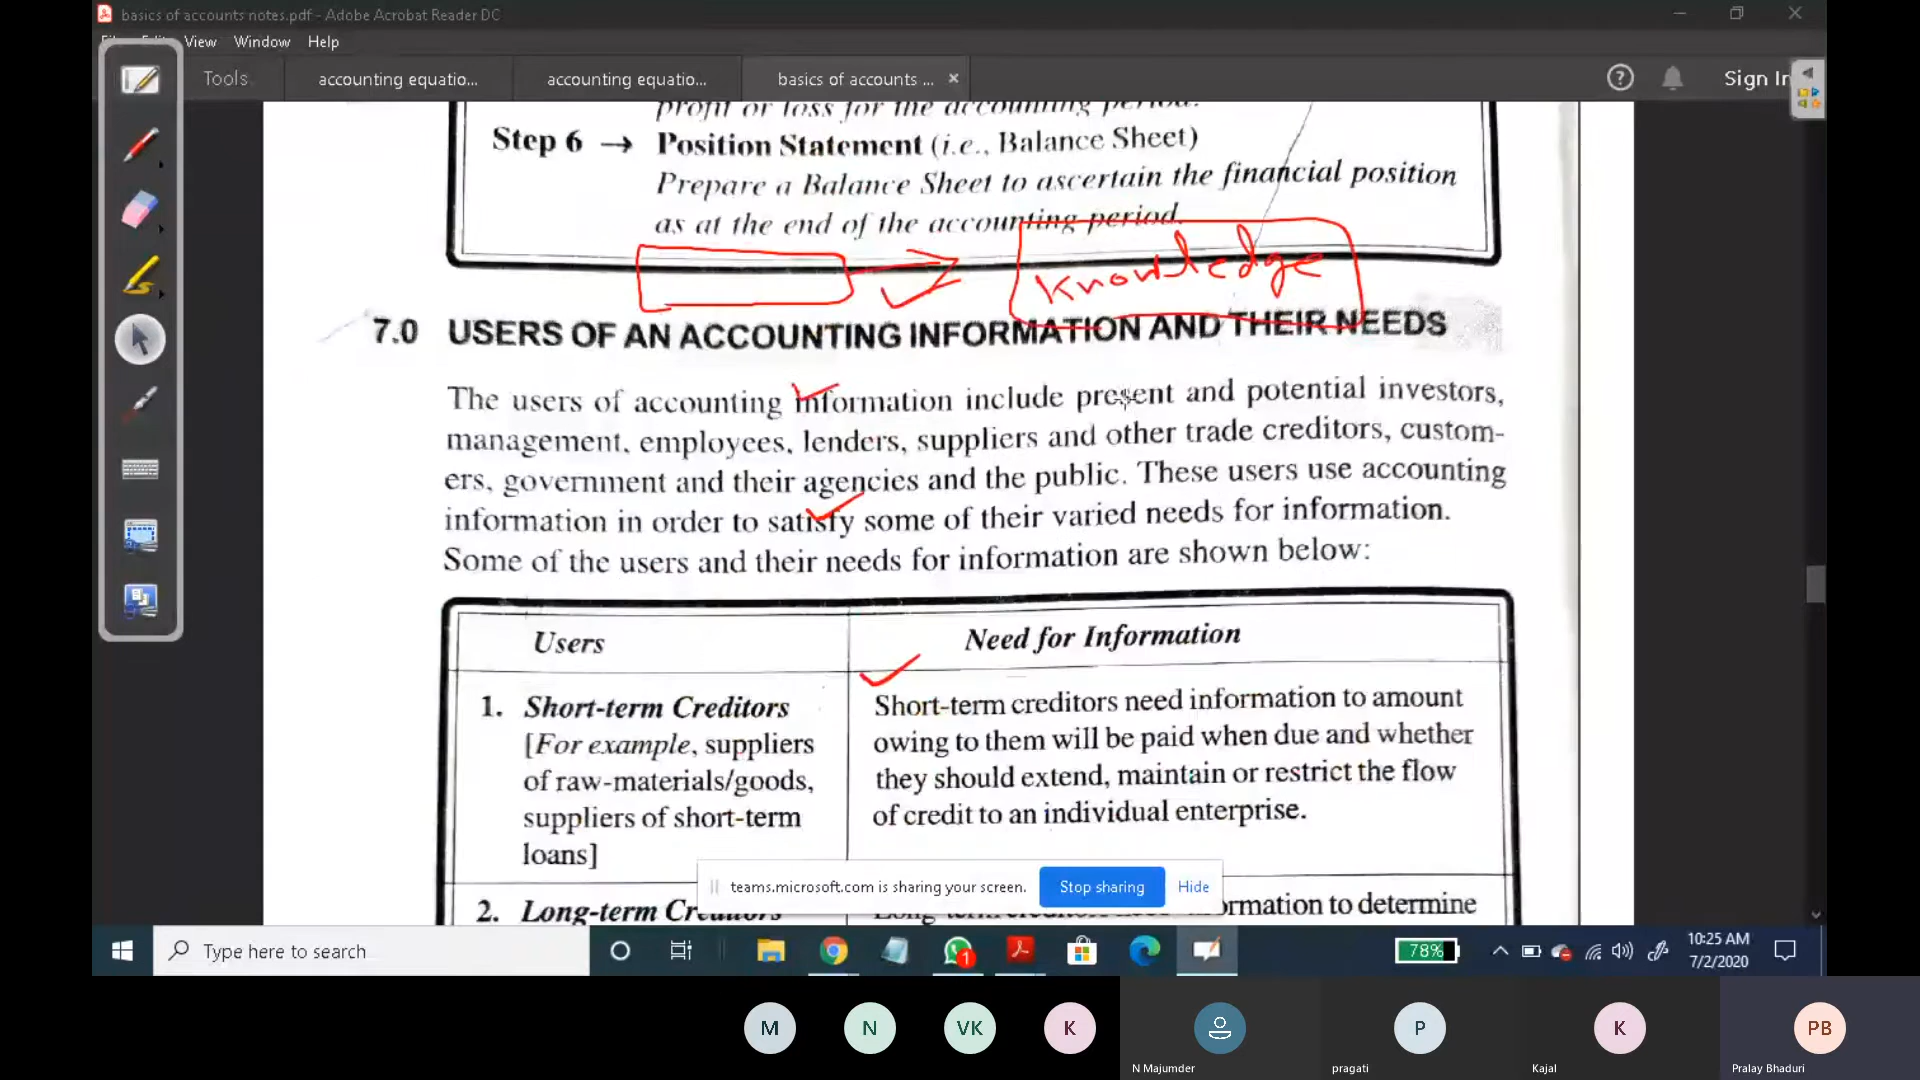 basics of accounts notes.pdf - Adobe Acrobat Reader DC
View Window Help
Tools
accounting equatio...
accounting equatio...
basics of accounts ...
Sign In
profit or loss for the accounting period.
Step 6 → Position Statement (i.e., Balance Sheet)
Prepare a Balance Sheet to ascertain the financial position
as at the end of the accounting period.
Knowledge
7.0 USERS OF AN ACCOUNTING INFORMATION AND THEIR NEEDS
The users of accounting information include present and potential investors,
management, employees, lenders, suppliers and other trade creditors, custom-
ers, government and their agencies and the public. These users use accounting
information in order to satisfy some of their varied needs for information.
Some of the users and their needs for information are shown below:
Users
Need for Information
1. Short-term Creditors
[For example, suppliers
of raw-materials/goods,
suppliers of short-term
loans]
Short-term creditors need information to amount
owing to them will be paid when due and whether
they should extend, maintain or restrict the flow
of credit to an individual enterprise.
2. Long-term Creditors
information to determine
teams.microsoft.com is sharing your screen.
Stop sharing
Hide
Type here to search
1
78%
10:25 AM
7/2/2020
M
N
VK
K
N Majumder
P
pragati
K
Kajal
PB
Pralay Bhaduri